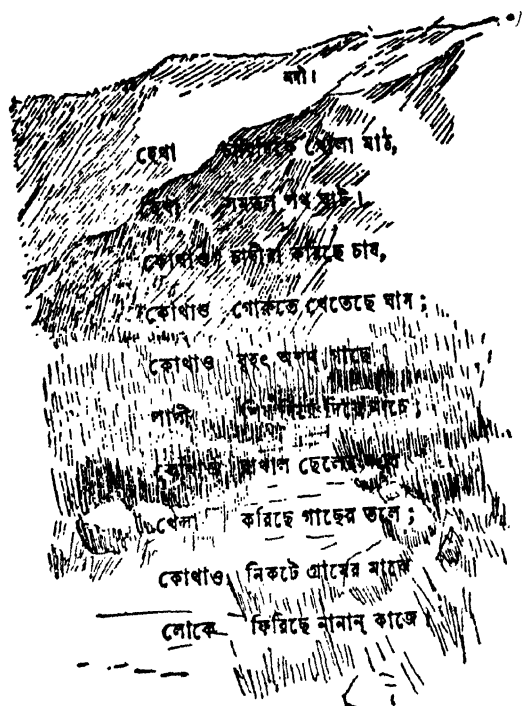 নদী।
হেথা চারিদিকে খোলা মাঠ,
হেথা সমতল পথ ঘাট।
কোথাও চাষীরা করিছে চাষ,
কোথাও গোরুতে খেতেছে ঘাস;
কোথাও বৃহৎ অশথ গাছে
পাখী শিস দিয়ে দিয়ে নাচে;
কোথাও রাখাল ছেলের দলে
খেলা করিছে গাছের তলে;
কোথাও নিকটে গ্রামের মাঝে
লোকে ফিরিছে নানান্ কাজে।